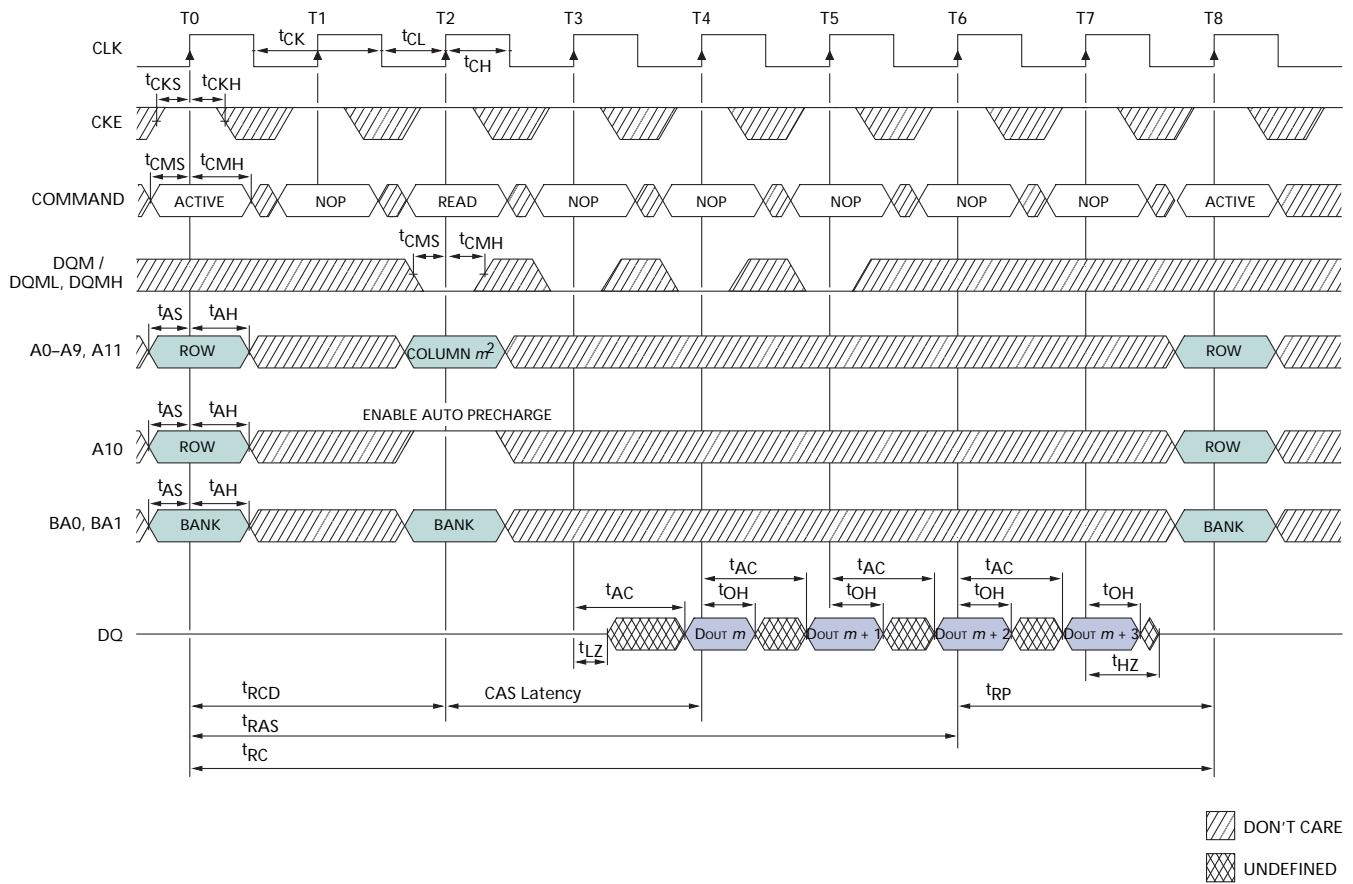 T0 T1 T2 T3 T4 T5 T6 T7 T8
CLK
tCK tCL
tCH
tCKS tCKH
CKE
tCMS tCMH
COMMAND ACTIVE NOP READ NOP NOP NOP NOP NOP ACTIVE
tCMS tCMH
DQM /
DQML, DQMH
tAS tAH
A0–A9, A11 ROW COLUMN m2 ROW
tAS tAH
ENABLE AUTO PRECHARGE
A10 ROW ROW
tAS tAH
BA0, BA1 BANK BANK BANK
tAC tAC tAC tAC
tOH tOH tOH tOH
DQ DOUT m DOUT m + 1 DOUT m + 2 DOUT m + 3
tLZ tHZ
tRCD CAS Latency tRP
tRAS
tRC
DON'T CARE
UNDEFINED